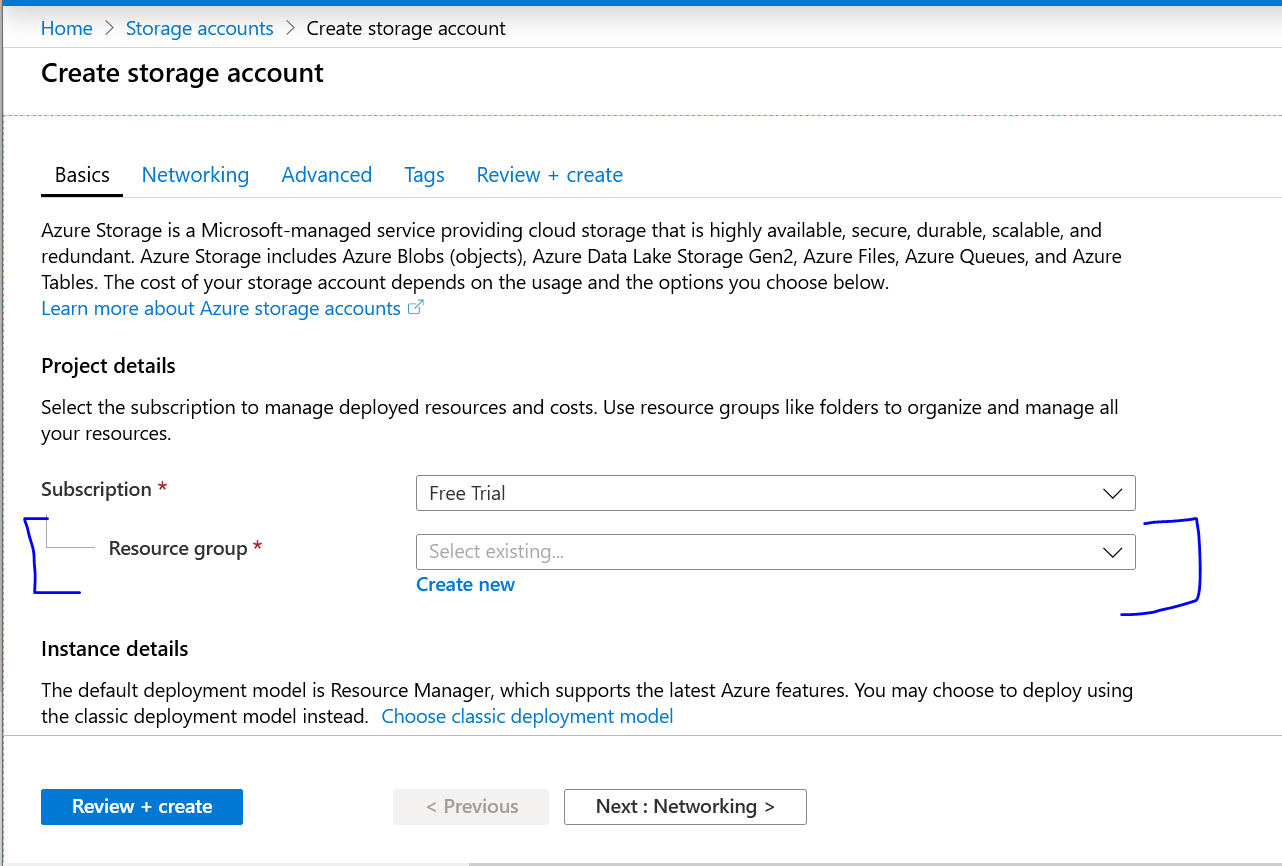 Home > Storage accounts > Create storage account
Create storage account
Basics Networking Advanced Tags Review + create
Azure Storage is a Microsoft-managed service providing cloud storage that is highly available, secure, durable, scalable, and
redundant. Azure Storage includes Azure Blobs (objects), Azure Data Lake Storage Gen2, Azure Files, Azure Queues, and Azure
Tables. The cost of your storage account depends on the usage and the options you choose below.
Learn more about Azure storage accounts
Project details
Select the subscription to manage deployed resources and costs. Use resource groups like folders to organize and manage all
your resources.
Subscription * Free Trial
Resource group * Select existing...
Create new
Instance details
The default deployment model is Resource Manager, which supports the latest Azure features. You may choose to deploy using
the classic deployment model instead. Choose classic deployment model
Review + create < Previous Next : Networking >